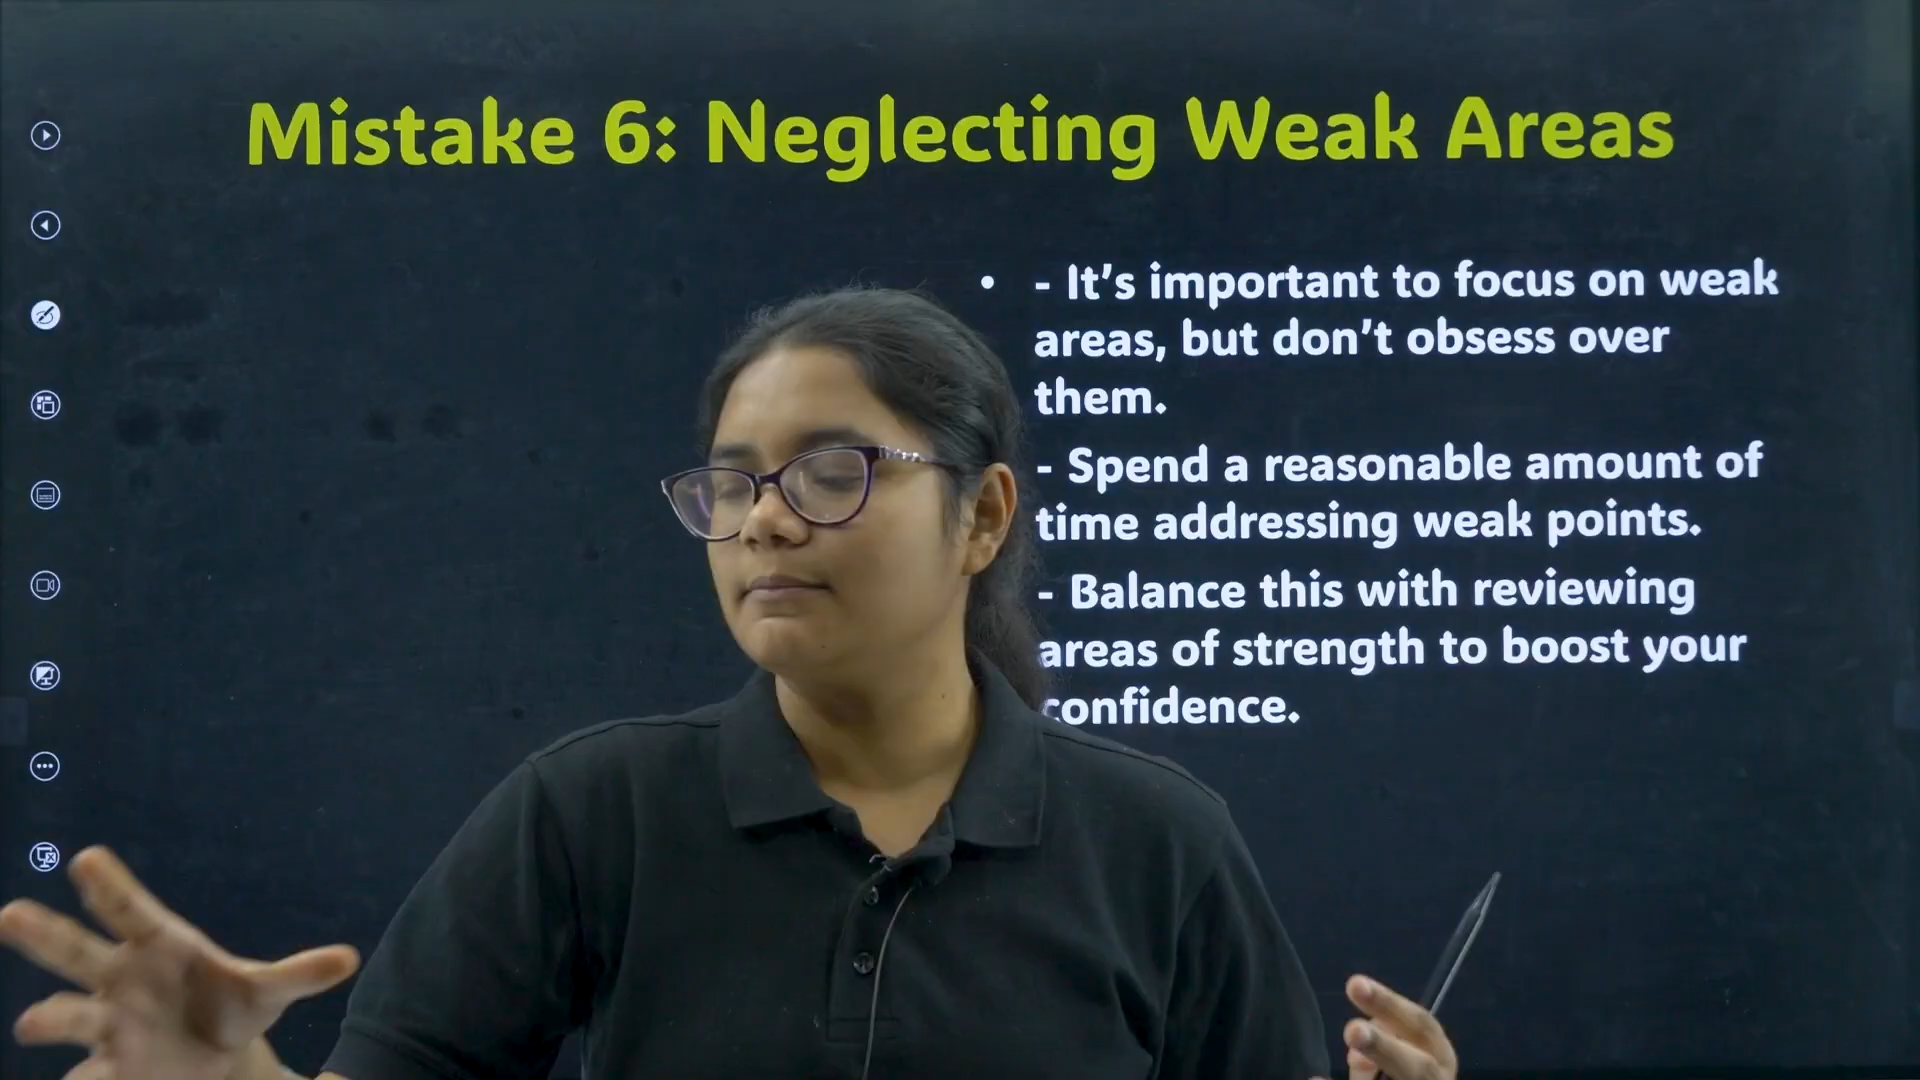 Mistake 6: Neglecting Weak Areas
• - It’s important to focus on weak
areas, but don’t obsess over
them.
- Spend a reasonable amount of
time addressing weak points.
- Balance this with reviewing
areas of strength to boost your
confidence.